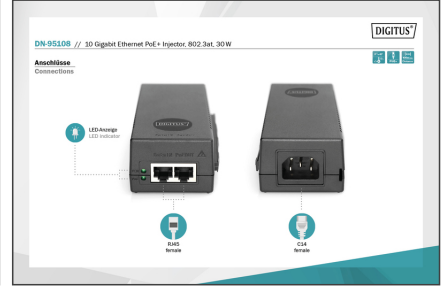 DIGITUS®
DN-95108 // 10 Gigabit Ethernet PoE+ Injector, 802.3at, 30 W
Anschlüsse
Connections
DIGITUS
LED-Anzeige
LED indicator
RJ45
female
C14
female